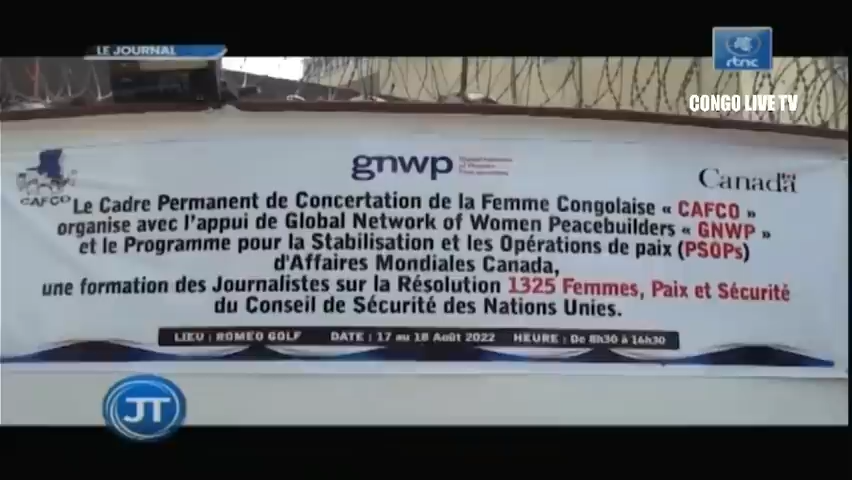 LE JOURNAL
rtnc
CONGO LIVE TV
gnwp
Canada
CAFCO
Le Cadre Permanent de Concertation de la Femme Congolaise « CAFCO »
organise avec l'appui de Global Network of Women Peacebuilders « GNWP »
et le Programme pour la Stabilisation et les Opérations de paix (PSOPs)
d'Affaires Mondiales Canada,
une formation des Journalistes sur la Résolution 1325 Femmes, Paix et Sécurité
du Conseil de Sécurité des Nations Unies.
LIEU : ROMEO GOLF DATE : 17 au 18 Août 2022 HEURE : De 8h30 à 16h30
JT